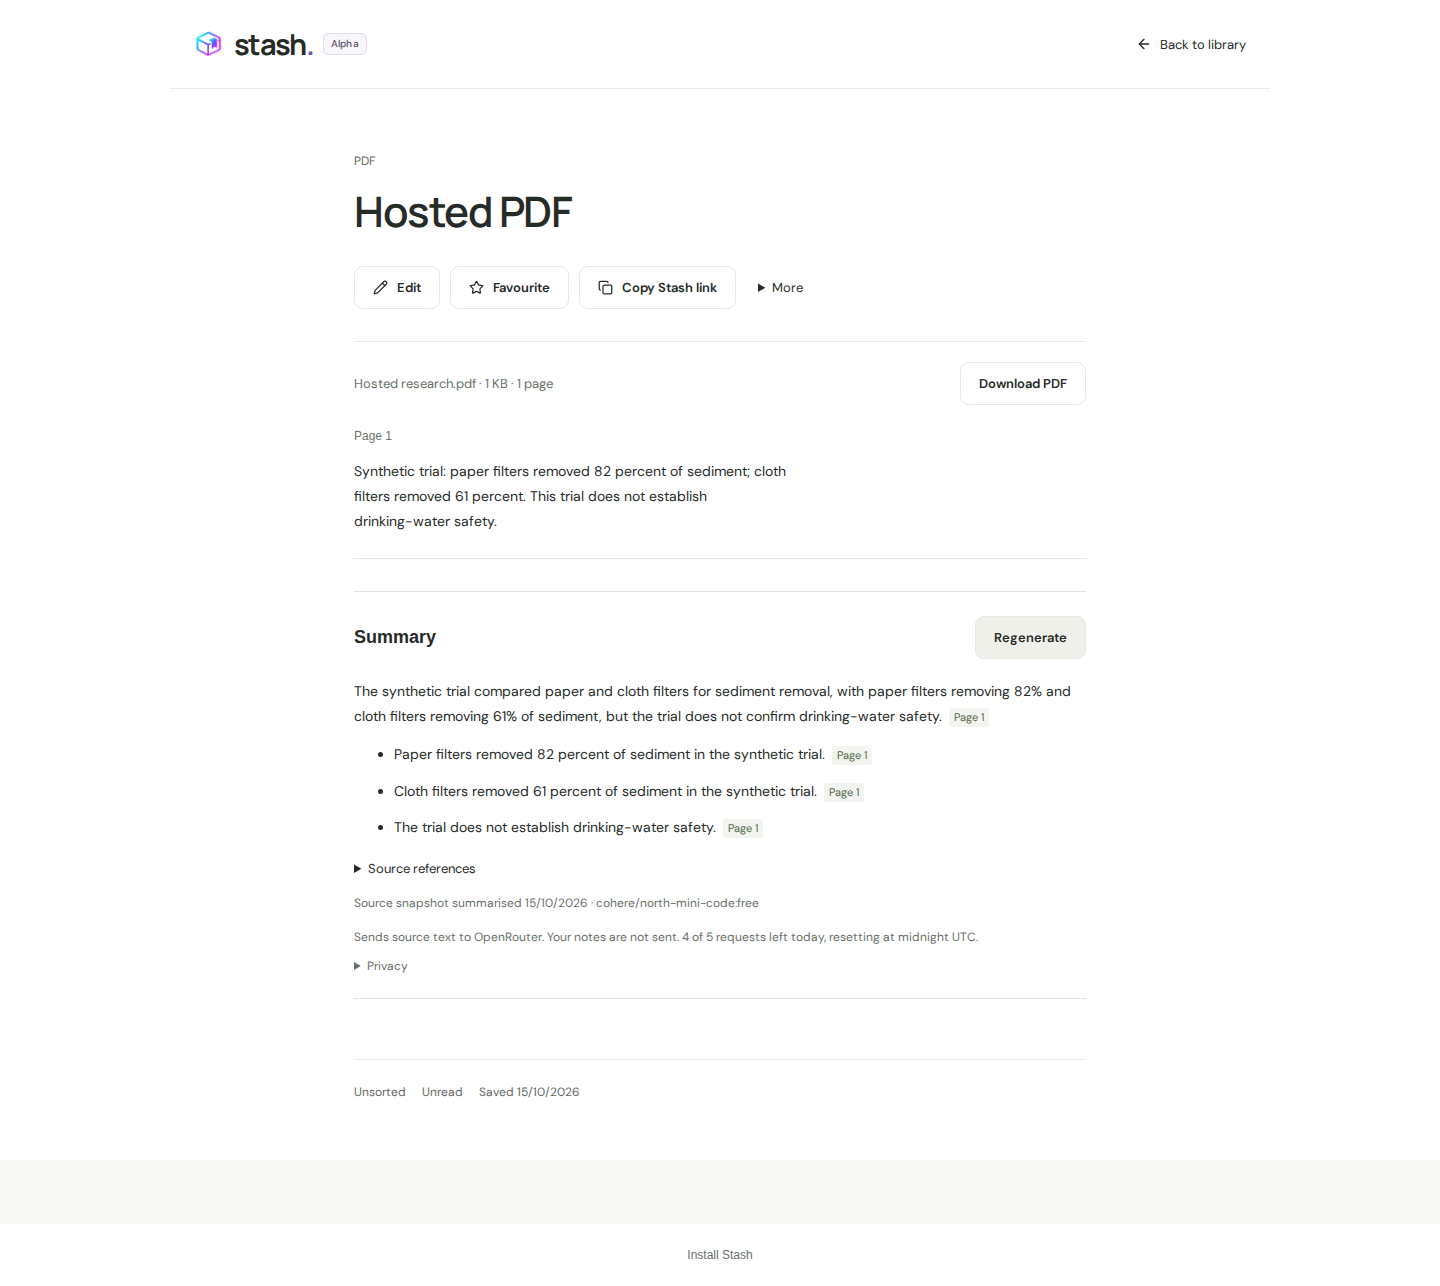 stash.
Alpha
Back to library
PDF
Hosted PDF
Edit
Favourite
Copy Stash link
More
Hosted research.pdf · 1 KB · 1 page
Download PDF
Page 1
Synthetic trial: paper filters removed 82 percent of sediment; cloth
filters removed 61 percent. This trial does not establish
drinking-water safety.
Summary
Regenerate
The synthetic trial compared paper and cloth filters for sediment removal, with paper filters removing 82% and
cloth filters removing 61% of sediment, but the trial does not confirm drinking-water safety. Page 1
Paper filters removed 82 percent of sediment in the synthetic trial. Page 1
Cloth filters removed 61 percent of sediment in the synthetic trial. Page 1
The trial does not establish drinking-water safety. Page 1
Source references
Source snapshot summarised 15/10/2026 · cohere/north-mini-code:free
Sends source text to OpenRouter. Your notes are not sent. 4 of 5 requests left today, resetting at midnight UTC.
Privacy
Unsorted Unread Saved 15/10/2026
Install Stash